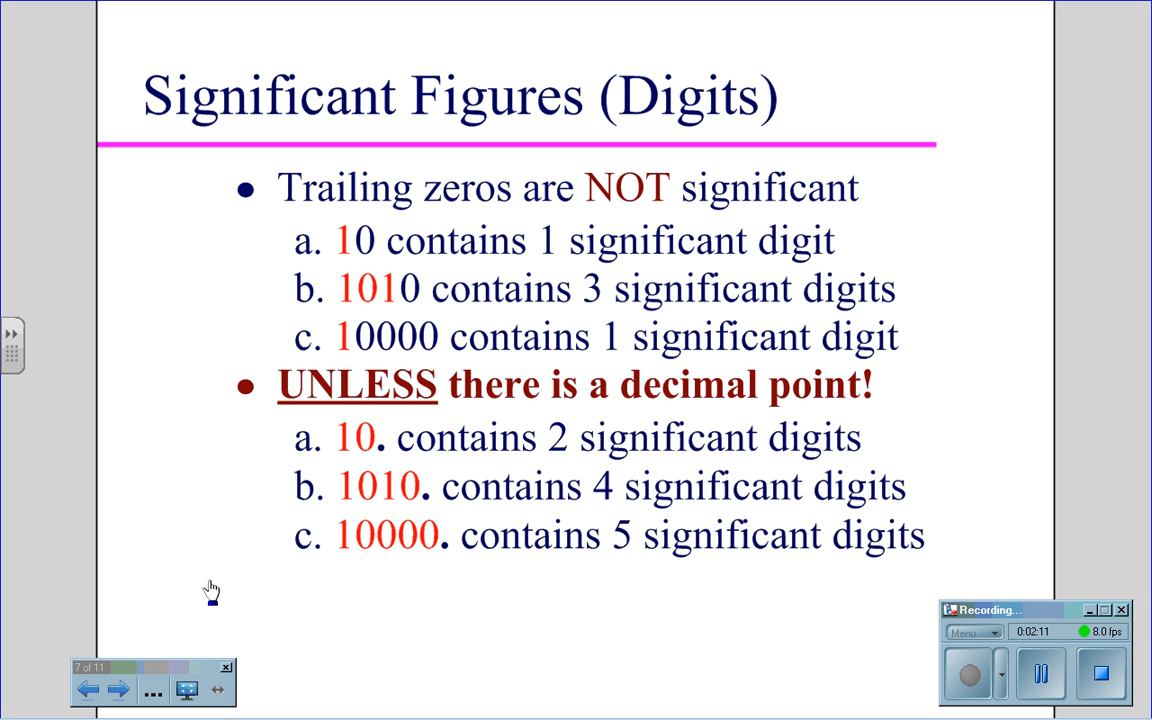 Significant Figures (Digits)
● Trailing zeros are NOT significant
a. 10 contains 1 significant digit
b. 1010 contains 3 significant digits
c. 10000 contains 1 significant digit
● UNLESS there is a decimal point!
a. 10. contains 2 significant digits
b. 1010. contains 4 significant digits
c. 10000. contains 5 significant digits
7 of 11
...
Recording...
Menu 0:02:11 8.0 fps